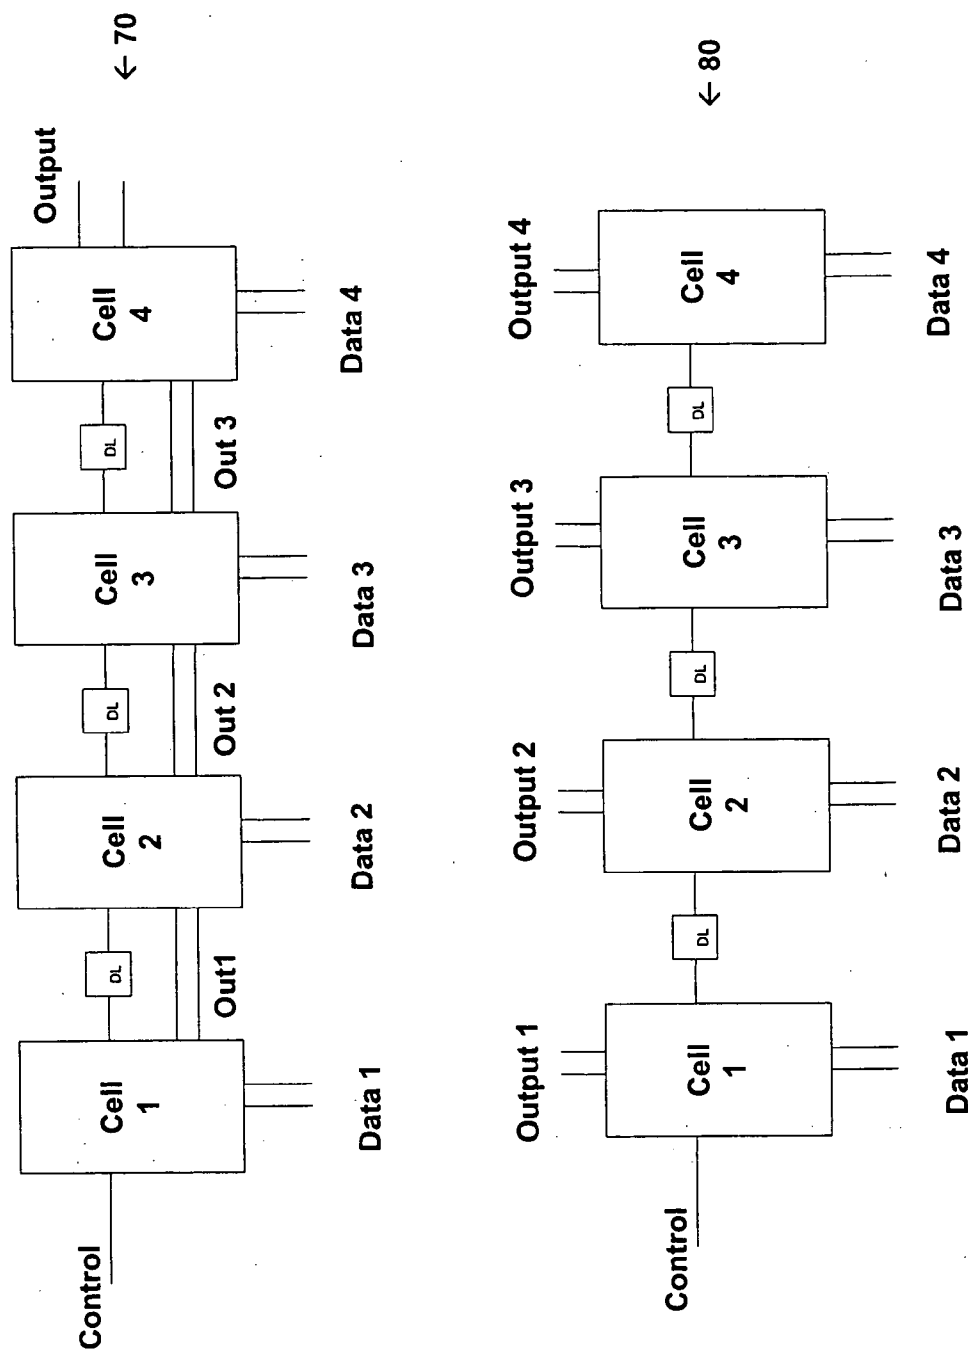 Output
← 70
Cell
1
Cell
2
Cell
3
Cell
4
DL
DL
DL
Control
Out1
Out 2
Out 3
Data 1
Data 2
Data 3
Data 4
Output 1
Output 2
Output 3
Output 4
← 80
Cell
1
Cell
2
Cell
3
Cell
4
DL
DL
DL
Control
Data 1
Data 2
Data 3
Data 4